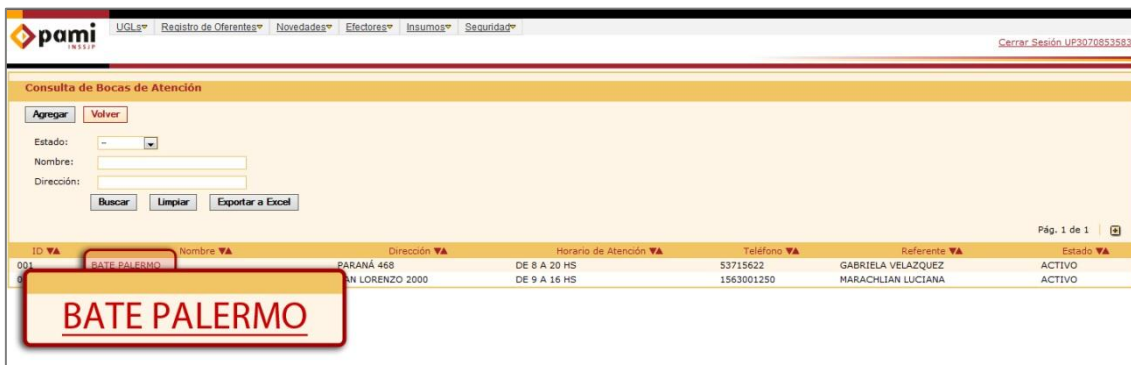 pami
INSSJP
UGLs Registro de Oferentes Novedades Efectores Insumos Seguridad
Cerrar Sesión UP3070853583
Consulta de Bocas de Atención
Agregar Volver
Estado: --
Nombre:
Dirección:
Buscar Limpiar Exportar a Excel
Pág. 1 de 1
ID Nombre Dirección Horario de Atención Teléfono Referente Estado
001 BATE PALERMO PARANÁ 468 DE 8 A 20 HS 53715622 GABRIELA VELAZQUEZ ACTIVO
LORENZO 2000 DE 9 A 16 HS 1563001250 MARACHLIAN LUCIANA ACTIVO
BATE PALERMO